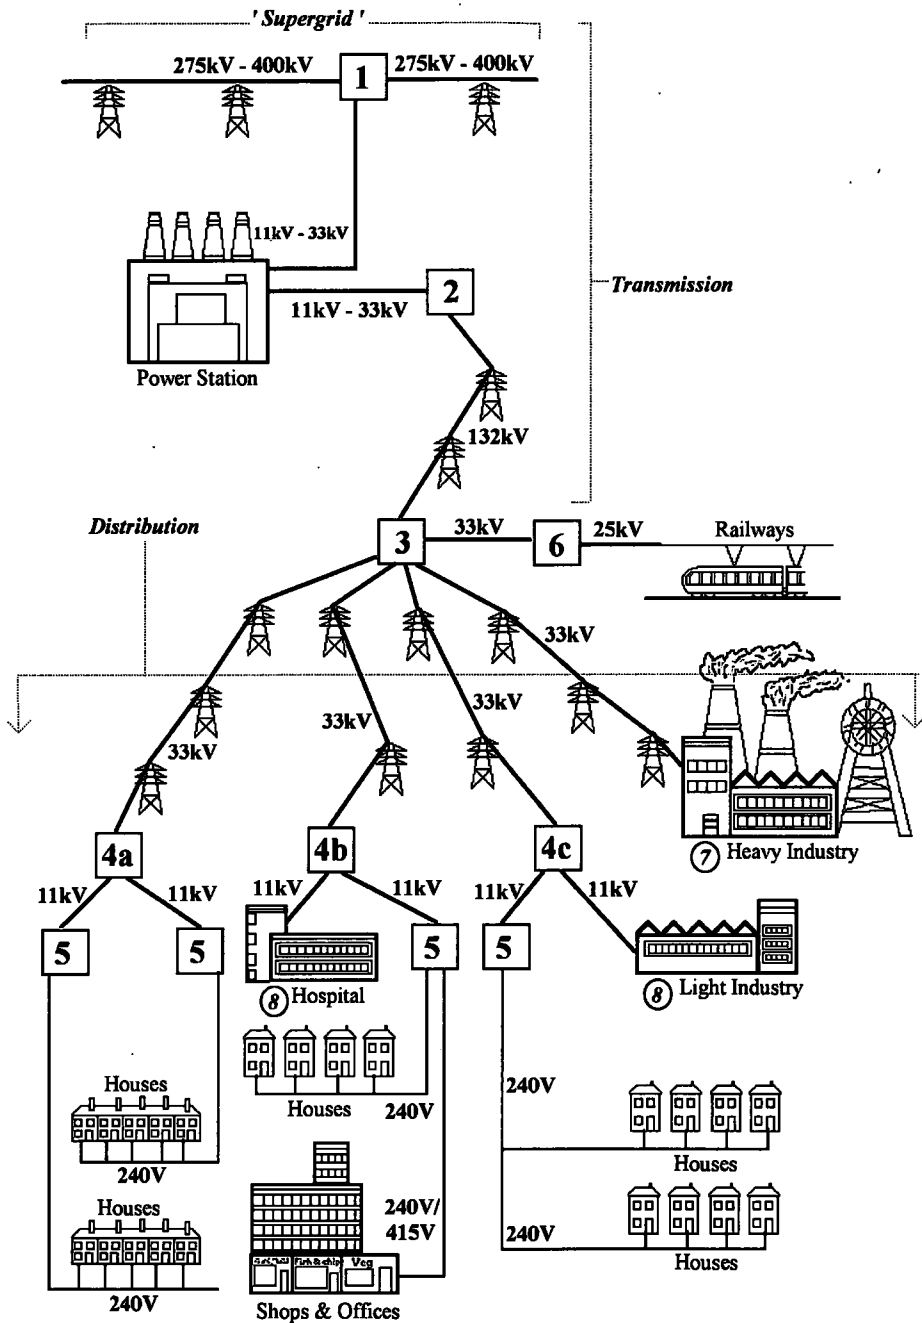 ' Supergrid '
275kV - 400kV
275kV - 400kV
1
11kV - 33kV
2
11kV - 33kV
Transmission
Power Station
132kV
Distribution
3
33kV
6
25kV
Railways
33kV
33kV
33kV
33kV
4a
4b
4c
7 Heavy Industry
11kV
11kV
11kV
11kV
11kV
11kV
5
5
5
5
8 Hospital
8 Light Industry
Houses
240V
Houses
240V
Houses
240V
240V
Houses
240V
Houses
240V/
415V
Fish & chips
Veg
Shops & Offices